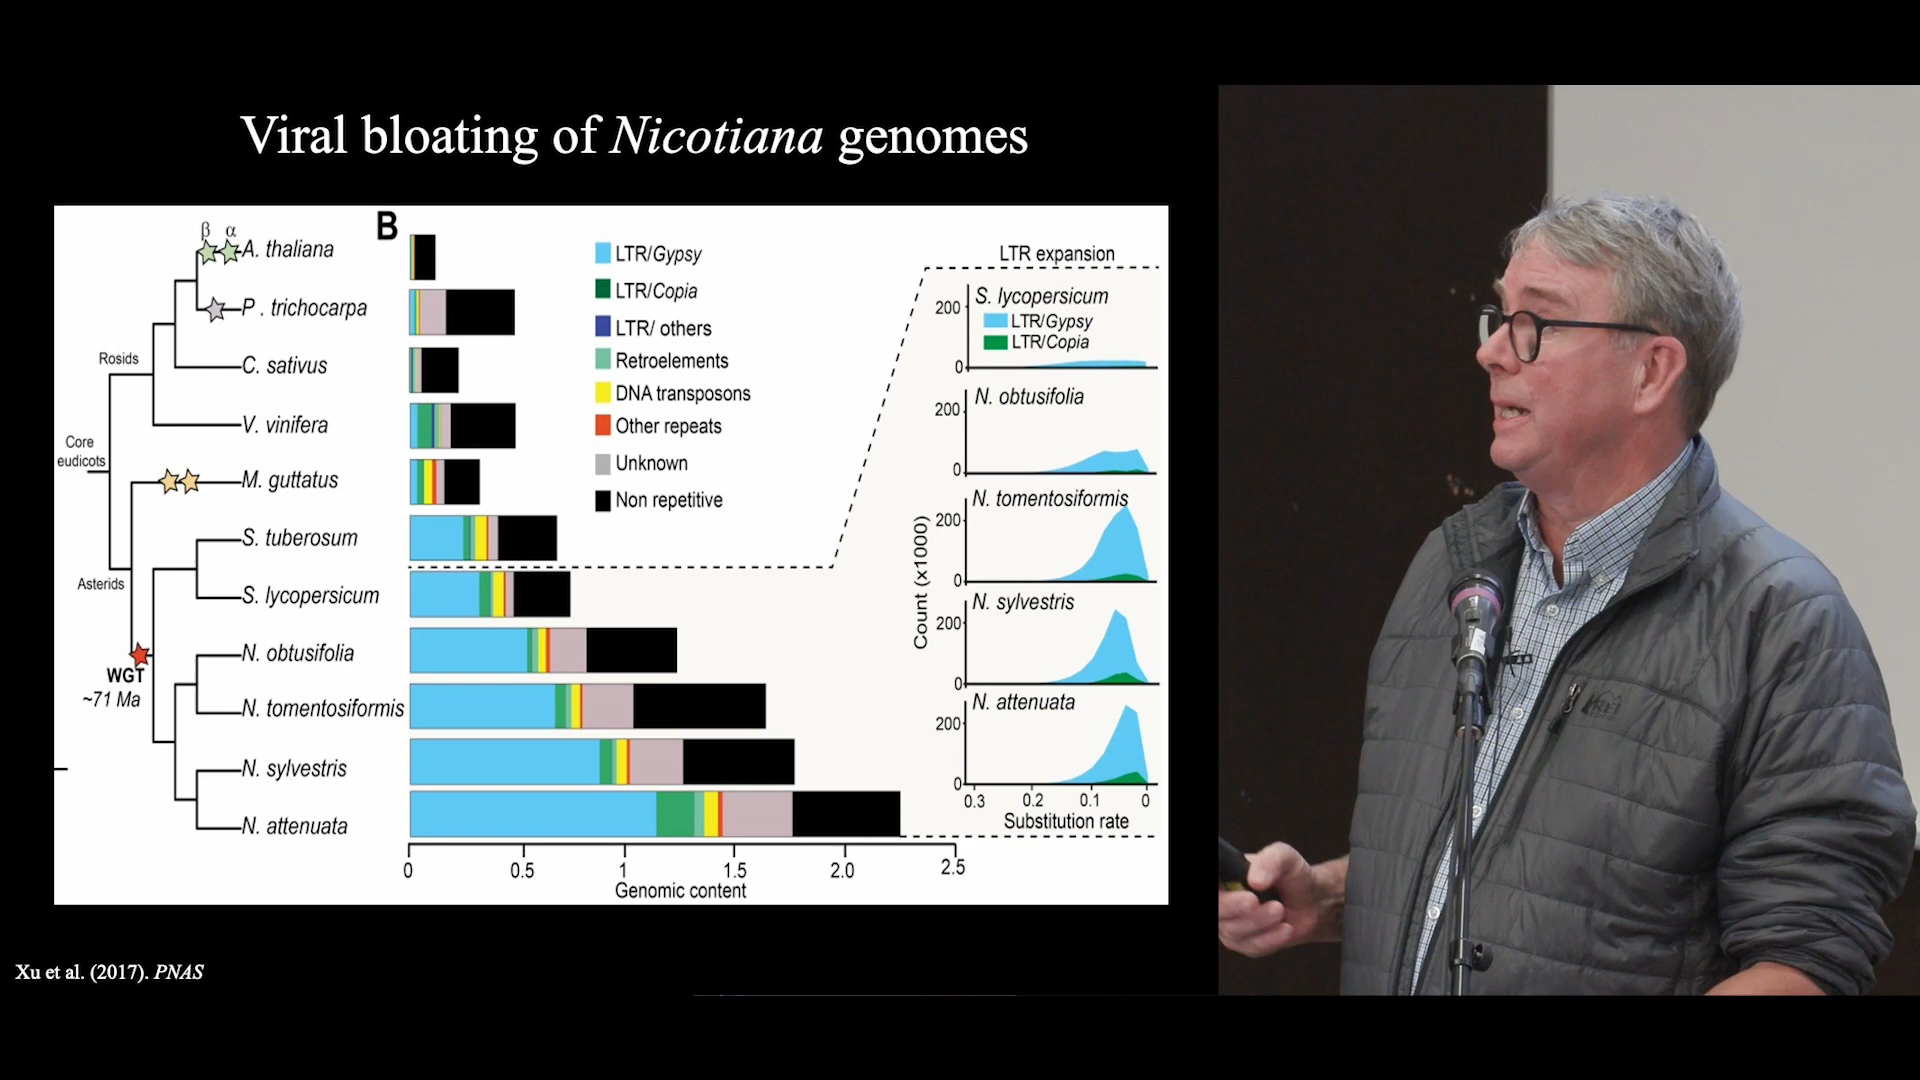 Viral bloating of Nicotiana genomes
β α
A. thaliana
P . trichocarpa
C. sativus
V. vinifera
M. guttatus
S. tuberosum
S. lycopersicum
N. obtusifolia
N. tomentosiformis
N. sylvestris
N. attenuata
Rosids
Core
eudicots
Asterids
WGT
~71 Ma
B
LTR/Gypsy
LTR/Copia
LTR/ others
Retroelements
DNA transposons
Other repeats
Unknown
Non repetitive
0 0.5 1 1.5 2.0 2.5
Genomic content
LTR expansion
S. lycopersicum
LTR/Gypsy
LTR/Copia
200
0
N. obtusifolia
200
0
N. tomentosiformis
200
0
N. sylvestris
200
0
N. attenuata
200
0
Count (x1000)
0.3 0.2 0.1 0
Substitution rate
Xu et al. (2017). PNAS
REI